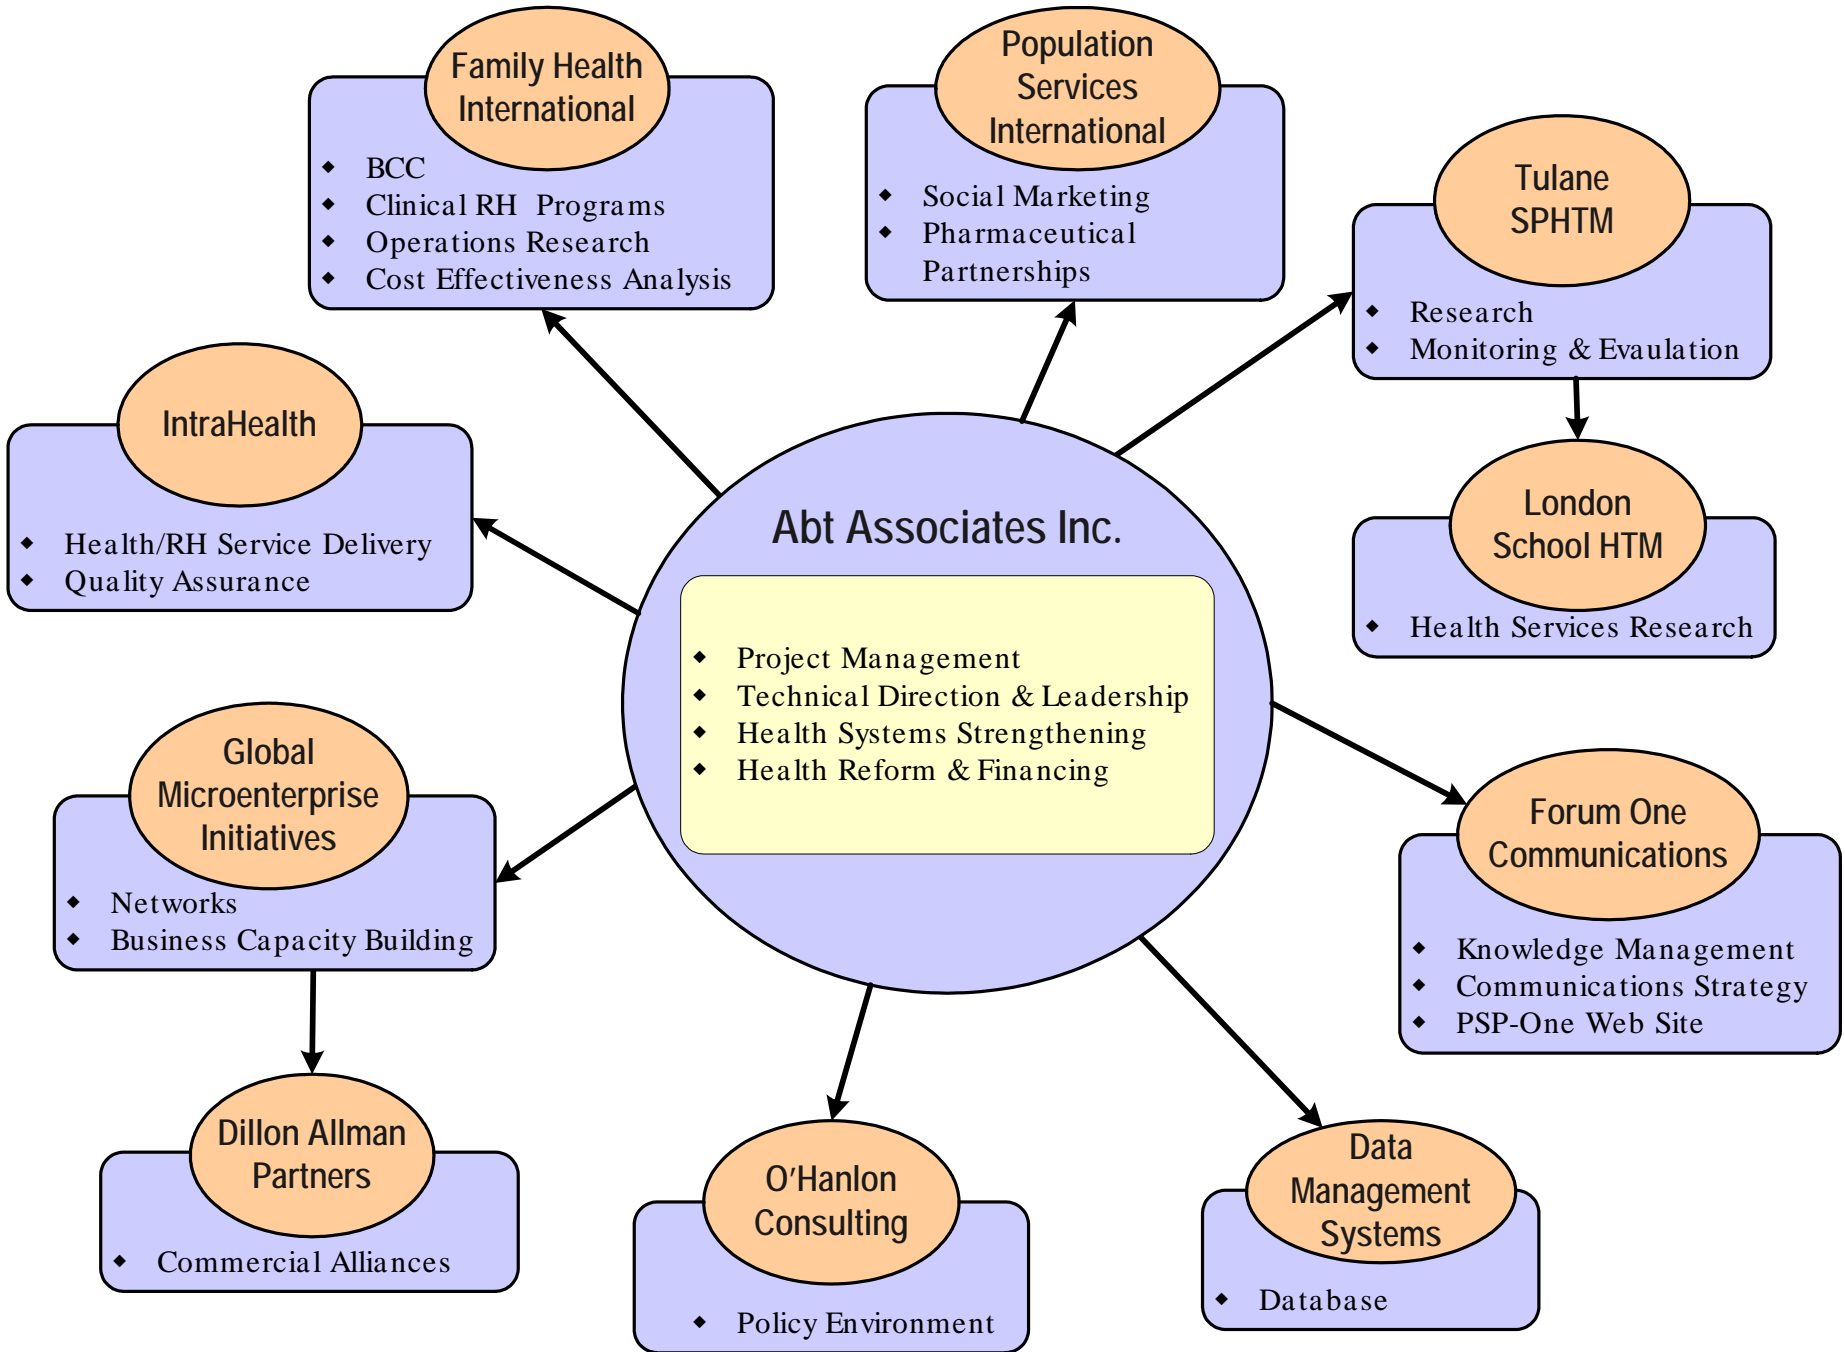 Family Health
International
◆ BCC
◆ Clinical RH Programs
◆ Operations Research
◆ Cost Effectiveness Analysis
Population
Services
International
◆ Social Marketing
◆ Pharmaceutical
Partnerships
Tulane
SPHTM
◆ Research
◆ Monitoring & Evaulation
IntraHealth
◆ Health/RH Service Delivery
◆ Quality Assurance
Abt Associates Inc.
◆ Project Management
◆ Technical Direction & Leadership
◆ Health Systems Strengthening
◆ Health Reform & Financing
London
School HTM
◆ Health Services Research
Global
Microenterprise
Initiatives
◆ Networks
◆ Business Capacity Building
Forum One
Communications
◆ Knowledge Management
◆ Communications Strategy
◆ PSP-One Web Site
Dillon Allman
Partners
◆ Commercial Alliances
O'Hanlon
Consulting
◆ Policy Environment
Data
Management
Systems
◆ Database